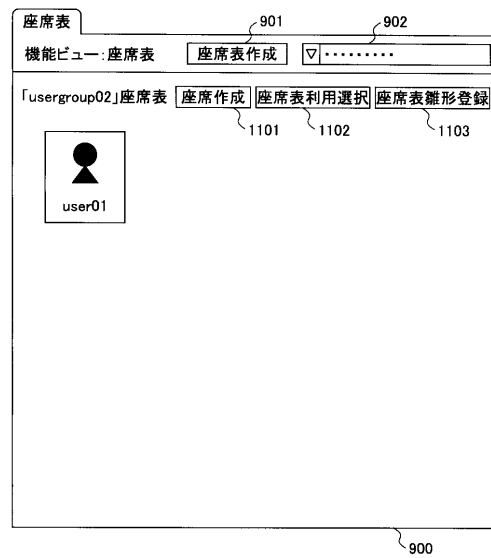 座席表
901
902
機能ビュー:座席表
座席表作成
▽ ・・・・・・・・・
「usergroup02」座席表
座席作成
座席表利用選択
座席表雛形登録
1101
1102
1103
user01
900